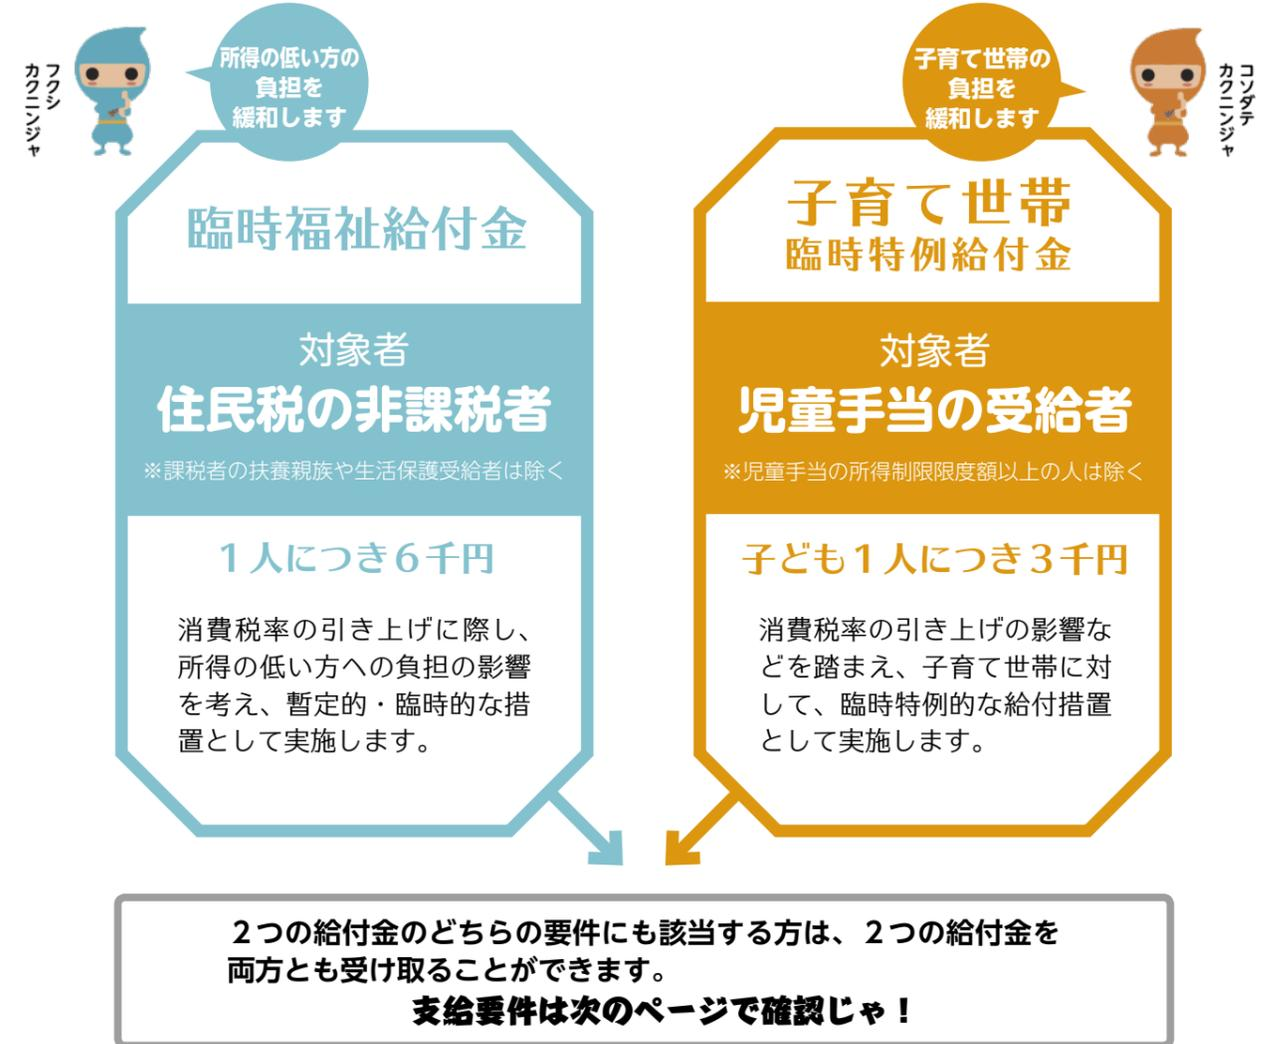 フクシ
カクニンジャ
所得の低い方の
負担を
緩和します
臨時福祉給付金
対象者
住民税の非課税者
※課税者の扶養親族や生活保護受給者は除く
１人につき６千円
消費税率の引き上げに際し、
所得の低い方への負担の影響
を考え、暫定的・臨時的な措
置として実施します。
子育て世帯の
負担を
緩和します
コソダテ
カクニンジャ
子育て世帯
臨時特例給付金
対象者
児童手当の受給者
※児童手当の所得制限限度額以上の人は除く
子ども１人につき３千円
消費税率の引き上げの影響な
どを踏まえ、子育て世帯に対
して、臨時特例的な給付措置
として実施します。
２つの給付金のどちらの要件にも該当する方は、２つの給付金を
両方とも受け取ることができます。
支給要件は次のページで確認じゃ！